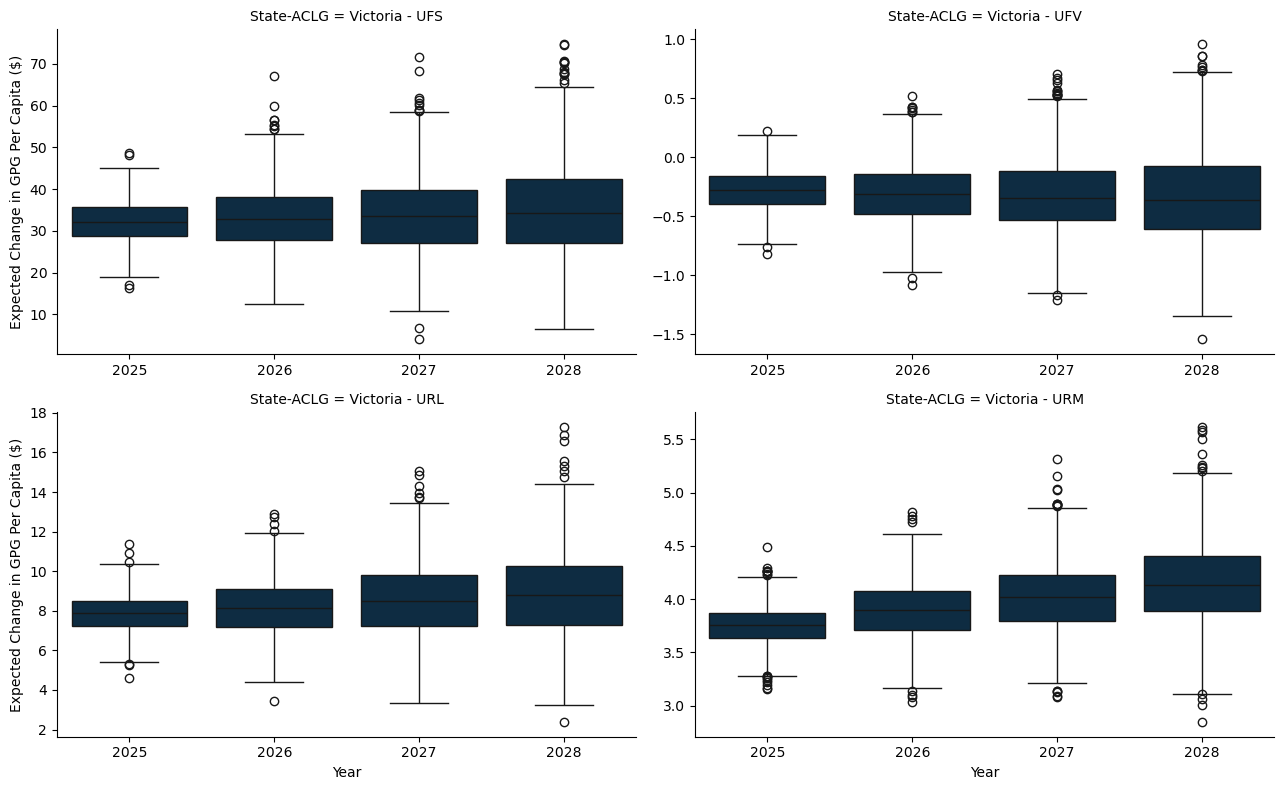 State-ACLG = Victoria - UFS
Expected Change in GPG Per Capita ($)
70
60
50
40
30
20
10
2025 2026 2027 2028
State-ACLG = Victoria - UFV
1.0
0.5
0.0
−0.5
−1.0
−1.5
2025 2026 2027 2028
State-ACLG = Victoria - URL
Expected Change in GPG Per Capita ($)
18
16
14
12
10
8
6
4
2
2025 2026 2027 2028
Year
State-ACLG = Victoria - URM
5.5
5.0
4.5
4.0
3.5
3.0
2025 2026 2027 2028
Year